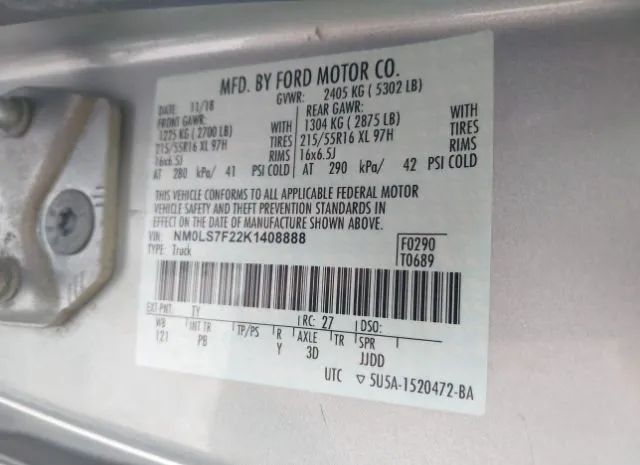 MFD. BY FORD MOTOR CO.
DATE: 11/18 GVWR: 2405 KG ( 5302 LB)
FRONT GAWR: REAR GAWR:
1225 KG ( 2700 LB) WITH 1304 KG ( 2875 LB) WITH
215/55R16 XL 97H TIRES 215/55R16 XL 97H TIRES
16x6.5J RIMS 16x6.5J RIMS
AT 280 kPa/ 41 PSI COLD AT 290 kPa/ 42 PSI COLD
THIS VEHICLE CONFORMS TO ALL APPLICABLE FEDERAL MOTOR
VEHICLE SAFETY AND THEFT PREVENTION STANDARDS IN
EFFECT ON THE DATE OF MANUFACTURE SHOWN ABOVE.
VIN: NM0LS7F22K1408888 F0290
TYPE: Truck T0689
EXT PNT: TY RC: 27 DSO:
WB INT TR TP/PS R AXLE TR SPR
121 PB Y 3D JJDD
UTC ▽ 5U5A-1520472-BA